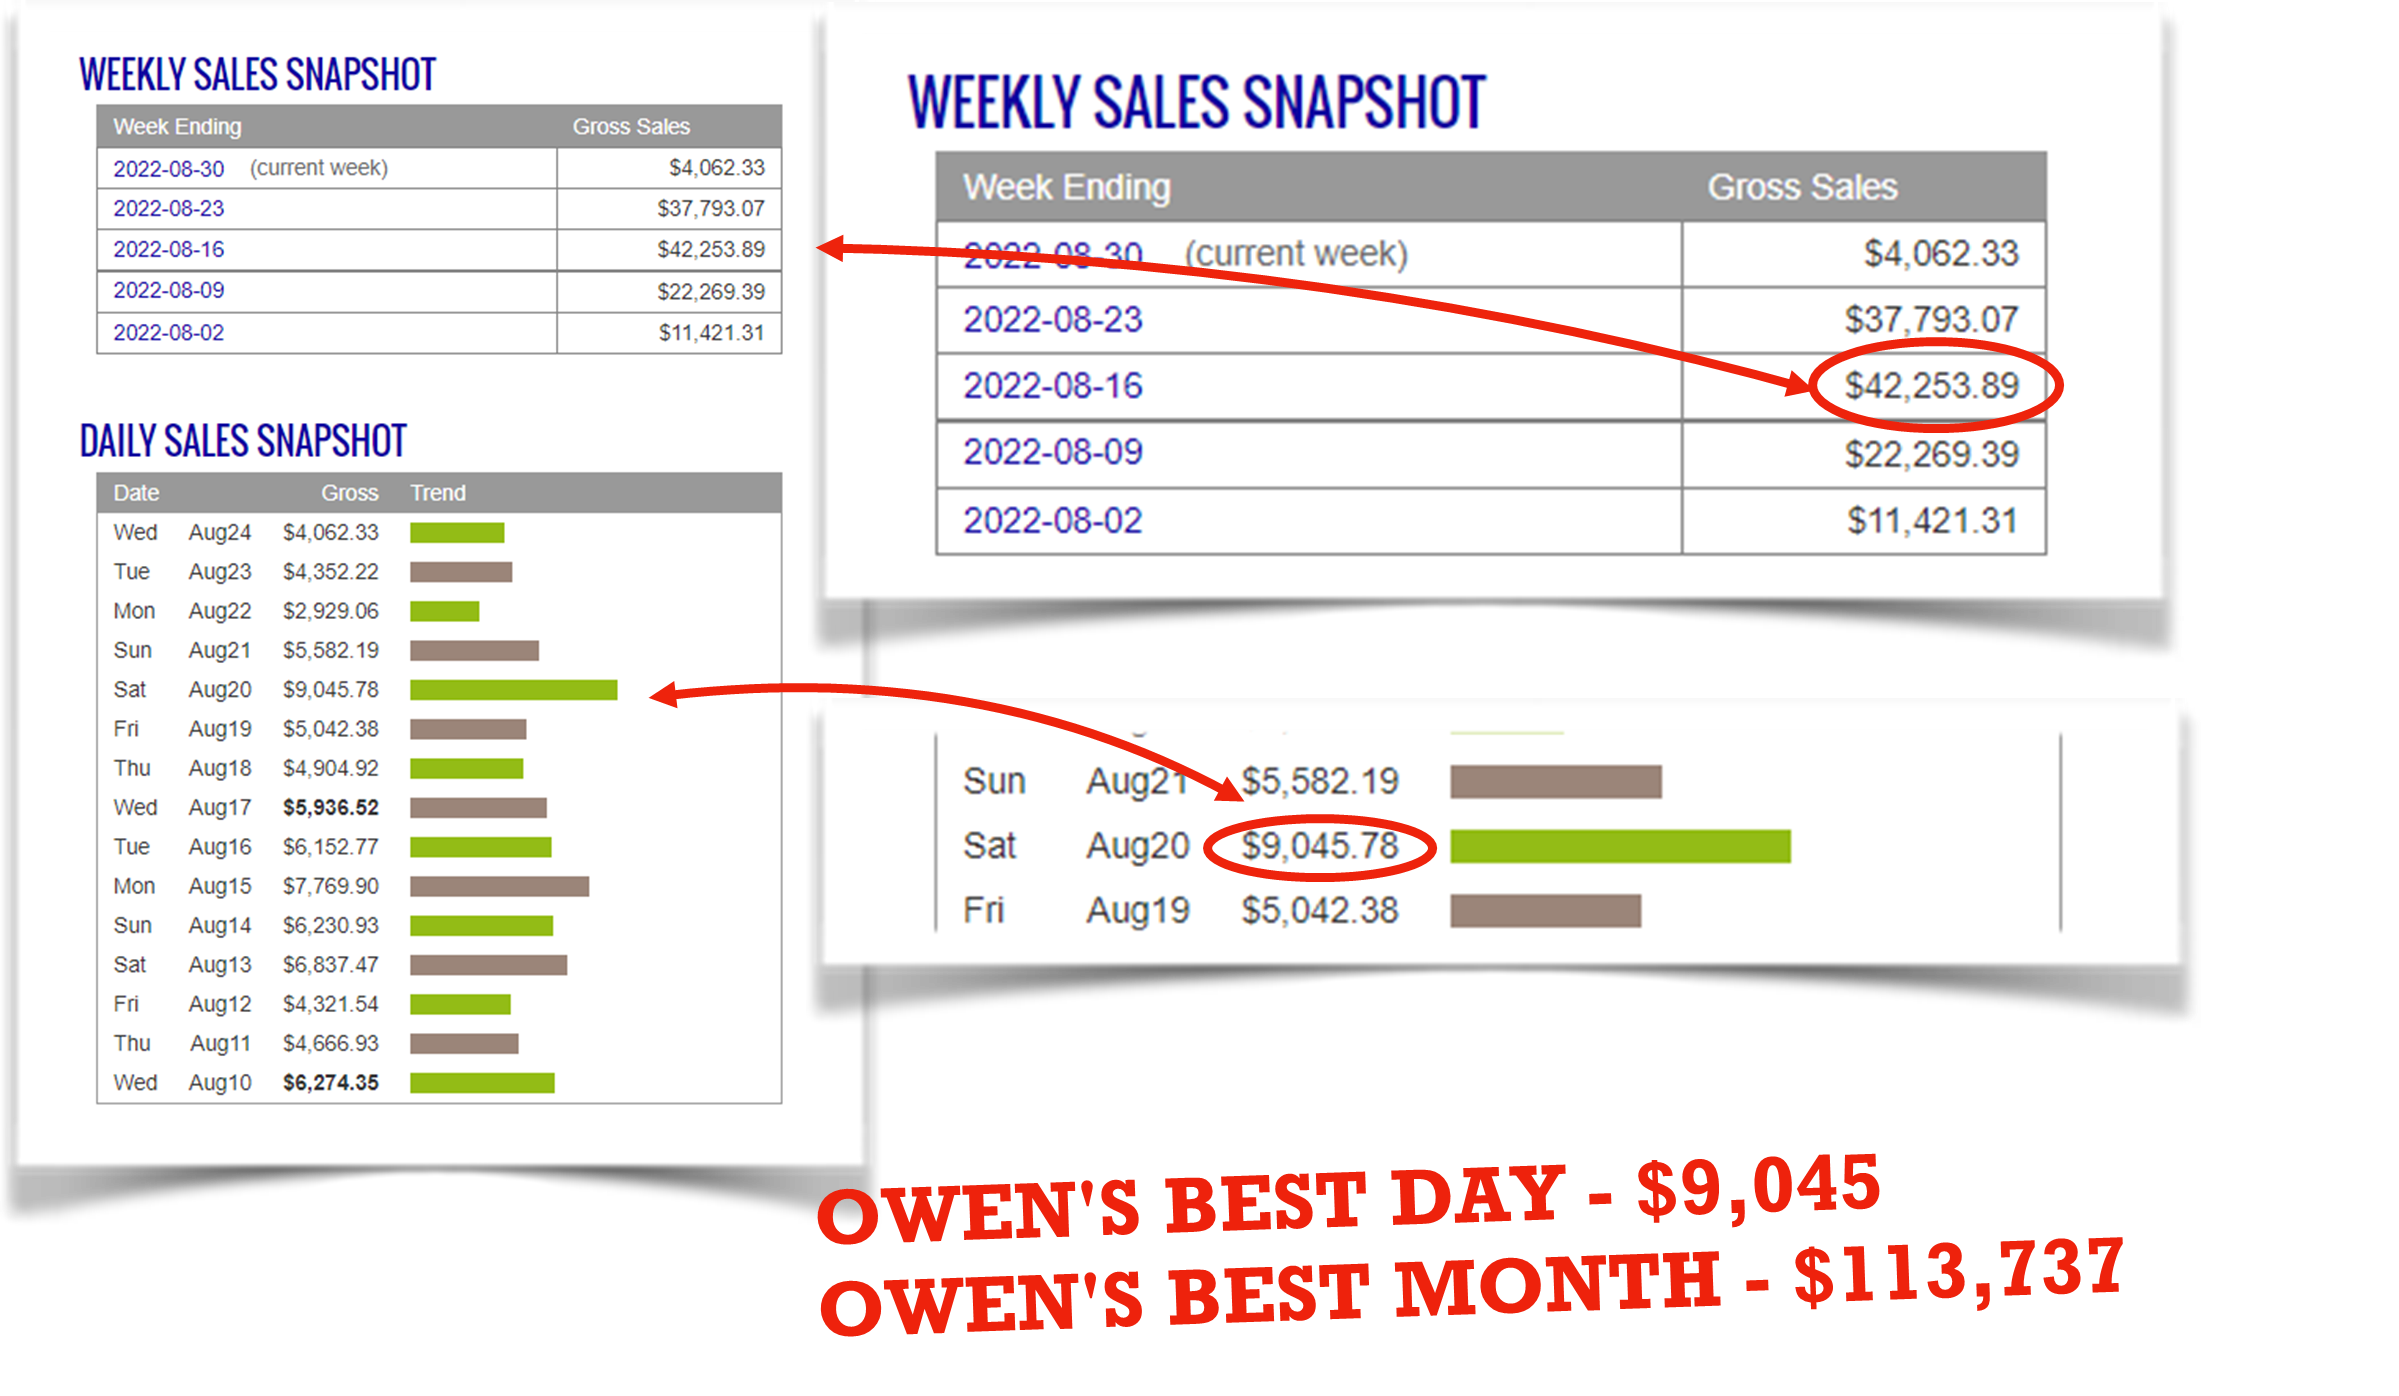 WEEKLY SALES SNAPSHOT
Week Ending Gross Sales
2022-08-30 (current week) $4,062.33
2022-08-23 $37,793.07
2022-08-16 $42,253.89
2022-08-09 $22,269.39
2022-08-02 $11,421.31
DAILY SALES SNAPSHOT
Date Gross Trend
Wed Aug24 $4,062.33
Tue Aug23 $4,352.22
Mon Aug22 $2,929.06
Sun Aug21 $5,582.19
Sat Aug20 $9,045.78
Fri Aug19 $5,042.38
Thu Aug18 $4,904.92
Wed Aug17 $5,936.52
Tue Aug16 $6,152.77
Mon Aug15 $7,769.90
Sun Aug14 $6,230.93
Sat Aug13 $6,837.47
Fri Aug12 $4,321.54
Thu Aug11 $4,666.93
Wed Aug10 $6,274.35
WEEKLY SALES SNAPSHOT
Week Ending Gross Sales
2022-08-30 (current week) $4,062.33
2022-08-23 $37,793.07
2022-08-16 $42,253.89
2022-08-09 $22,269.39
2022-08-02 $11,421.31
Sun Aug21 $5,582.19
Sat Aug20 $9,045.78
Fri Aug19 $5,042.38
OWEN'S BEST DAY - $9,045
OWEN'S BEST MONTH - $113,737